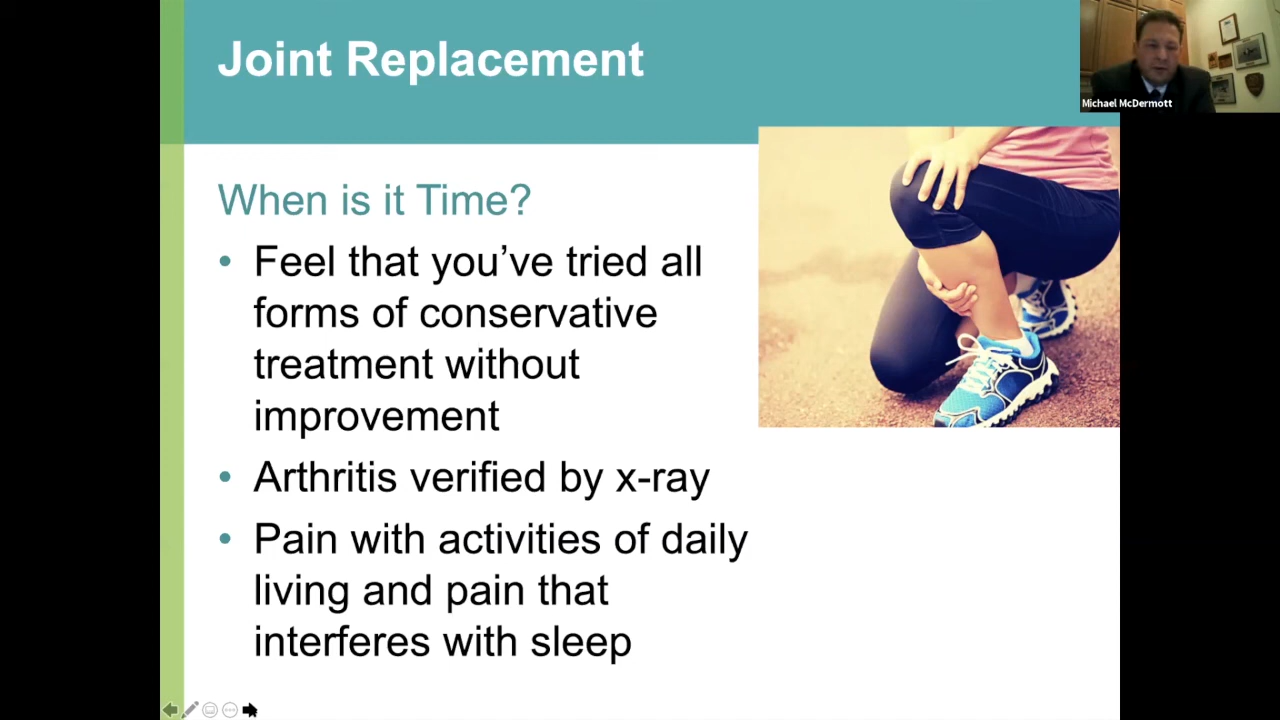 Joint Replacement
Michael McDermott
When is it Time?
• Feel that you’ve tried all
forms of conservative
treatment without
improvement
• Arthritis verified by x-ray
• Pain with activities of daily
living and pain that
interferes with sleep